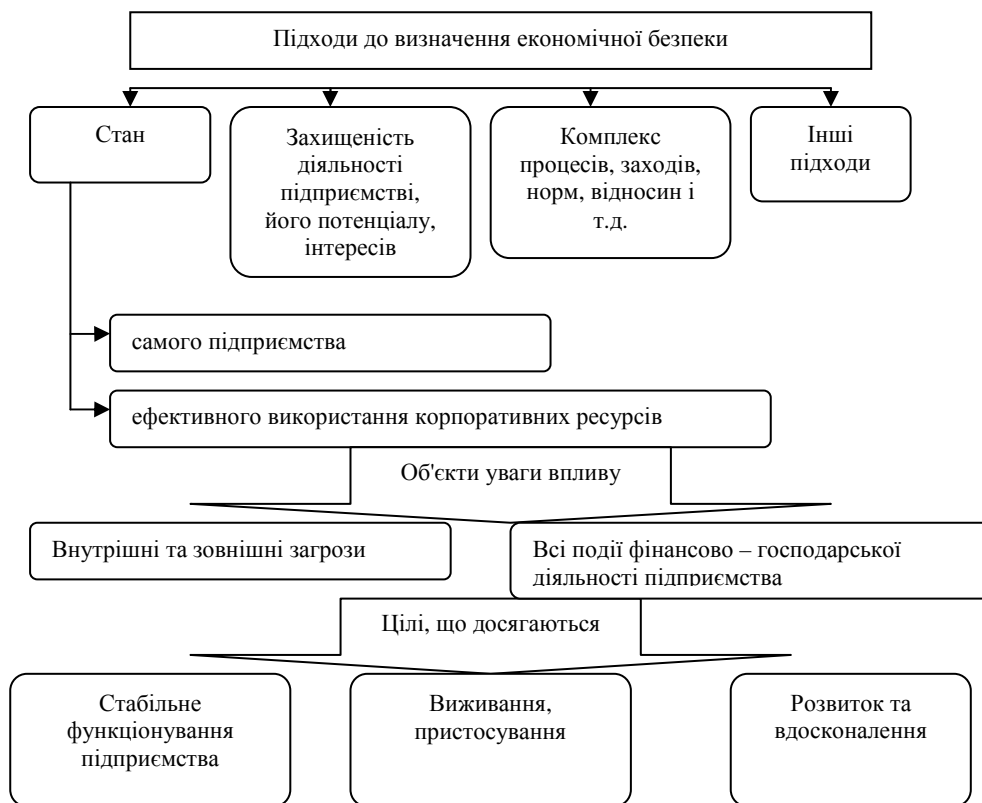 Підходи до визначення економічної безпеки
Стан
Захищеність
діяльності
підприємстві,
його потенціалу,
інтересів
Комплекс
процесів, заходів,
норм, відносин і
т.д.
Інші
підходи
самого підприємства
ефективного використання корпоративних ресурсів
Об'єкти уваги впливу
Внутрішні та зовнішні загрози
Всі події фінансово – господарської
діяльності підприємства
Цілі, що досягаються
Стабільне
функціонування
підприємства
Виживання,
пристосування
Розвиток та
вдосконалення